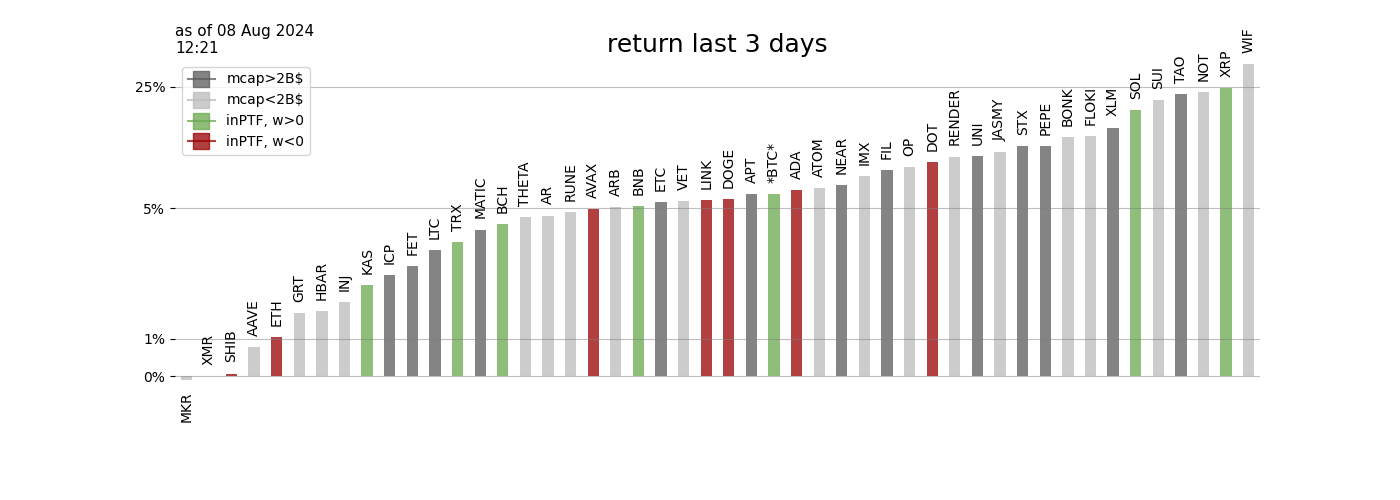 as of 08 Aug 2024
12:21
return last 3 days
mcap>2B$
mcap<2B$
inPTF, w>0
inPTF, w<0
25%
5%
1%
0%
MKR
XMR
SHIB
AAVE
ETH
GRT
HBAR
INJ
KAS
ICP
FET
LTC
TRX
MATIC
BCH
THETA
AR
RUNE
AVAX
ARB
BNB
ETC
VET
LINK
DOGE
APT
*BTC*
ADA
ATOM
NEAR
IMX
FIL
OP
DOT
RENDER
UNI
JASMY
STX
PEPE
BONK
FLOKI
XLM
SOL
SUI
TAO
NOT
XRP
WIF